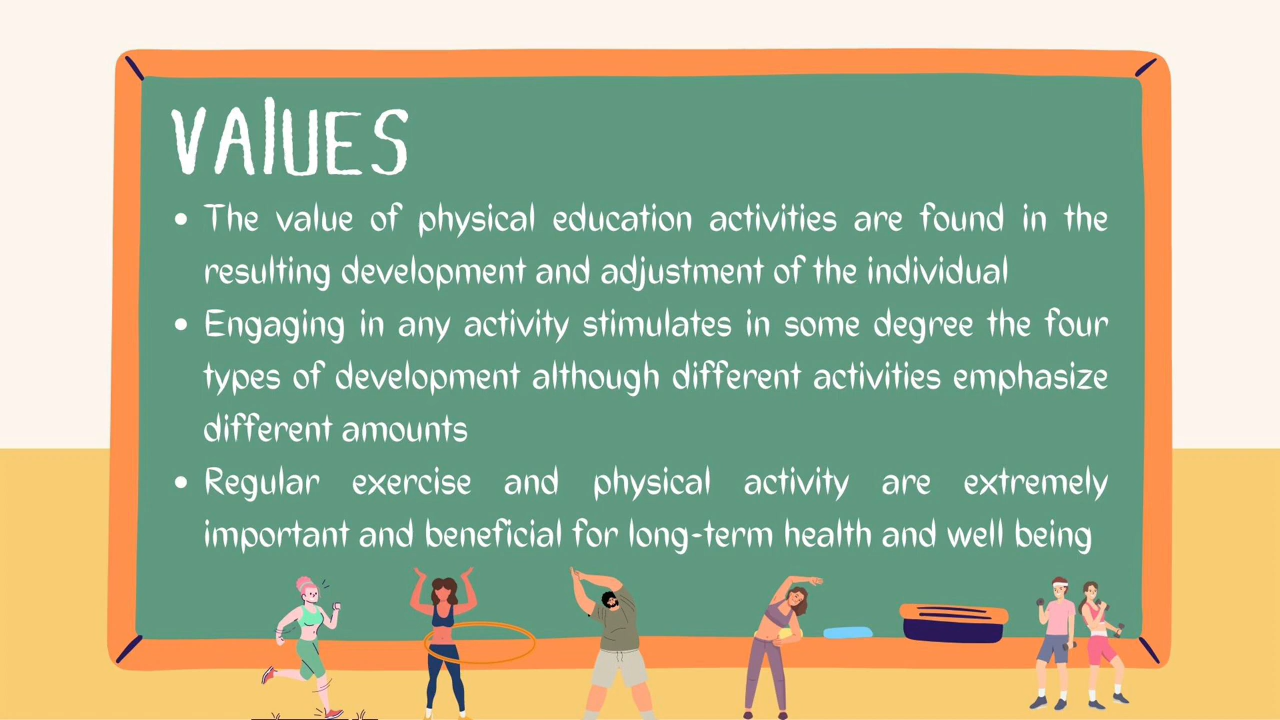 VAlUES
• The value of physical education activities are found in the
resulting development and adjustment of the individual
• Engaging in any activity stimulates in some degree the four
types of development although different activities emphasize
different amounts
• Regular exercise and physical activity are extremely
important and beneficial for long-term health and well being